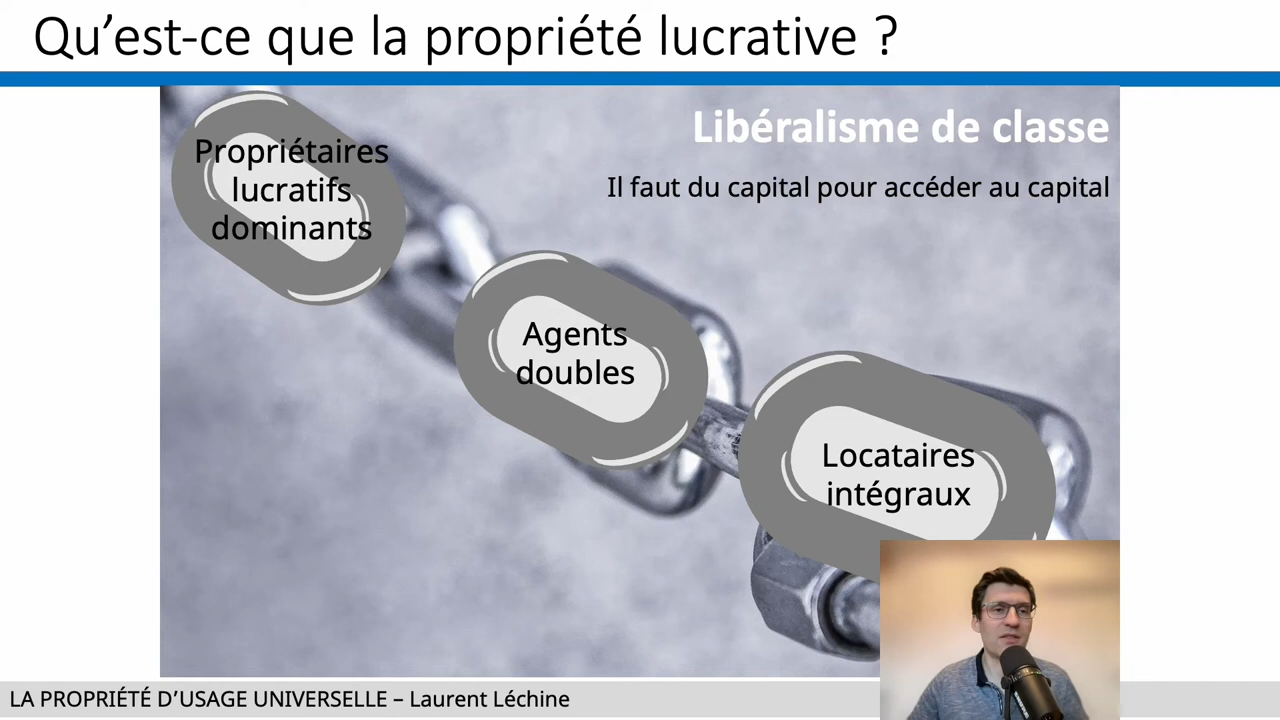 Qu’est-ce que la propriété lucrative ?
Libéralisme de classe
Il faut du capital pour accéder au capital
Propriétaires
lucratifs
dominants
Agents
doubles
Locataires
intégraux
LA PROPRIÉTÉ D’USAGE UNIVERSELLE – Laurent Léchine